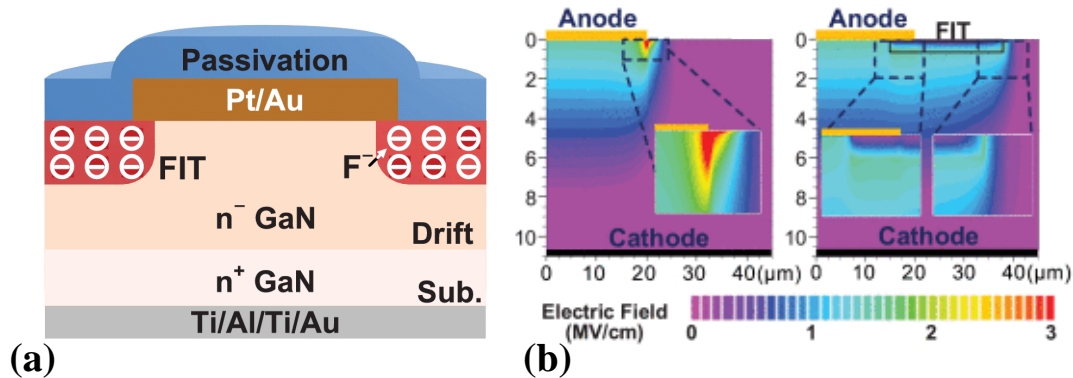 Passivation
Pt/Au
FIT
F⁻
n⁻ GaN
Drift
n⁺ GaN
Sub.
Ti/Al/Ti/Au
(a)
Anode
0
2
4
6
8
10
Cathode
0 10 20 30 40(μm)
Anode
FIT
0
2
4
6
8
10
Cathode
0 10 20 30 40(μm)
Electric Field
(MV/cm)
0 1 2 3
(b)